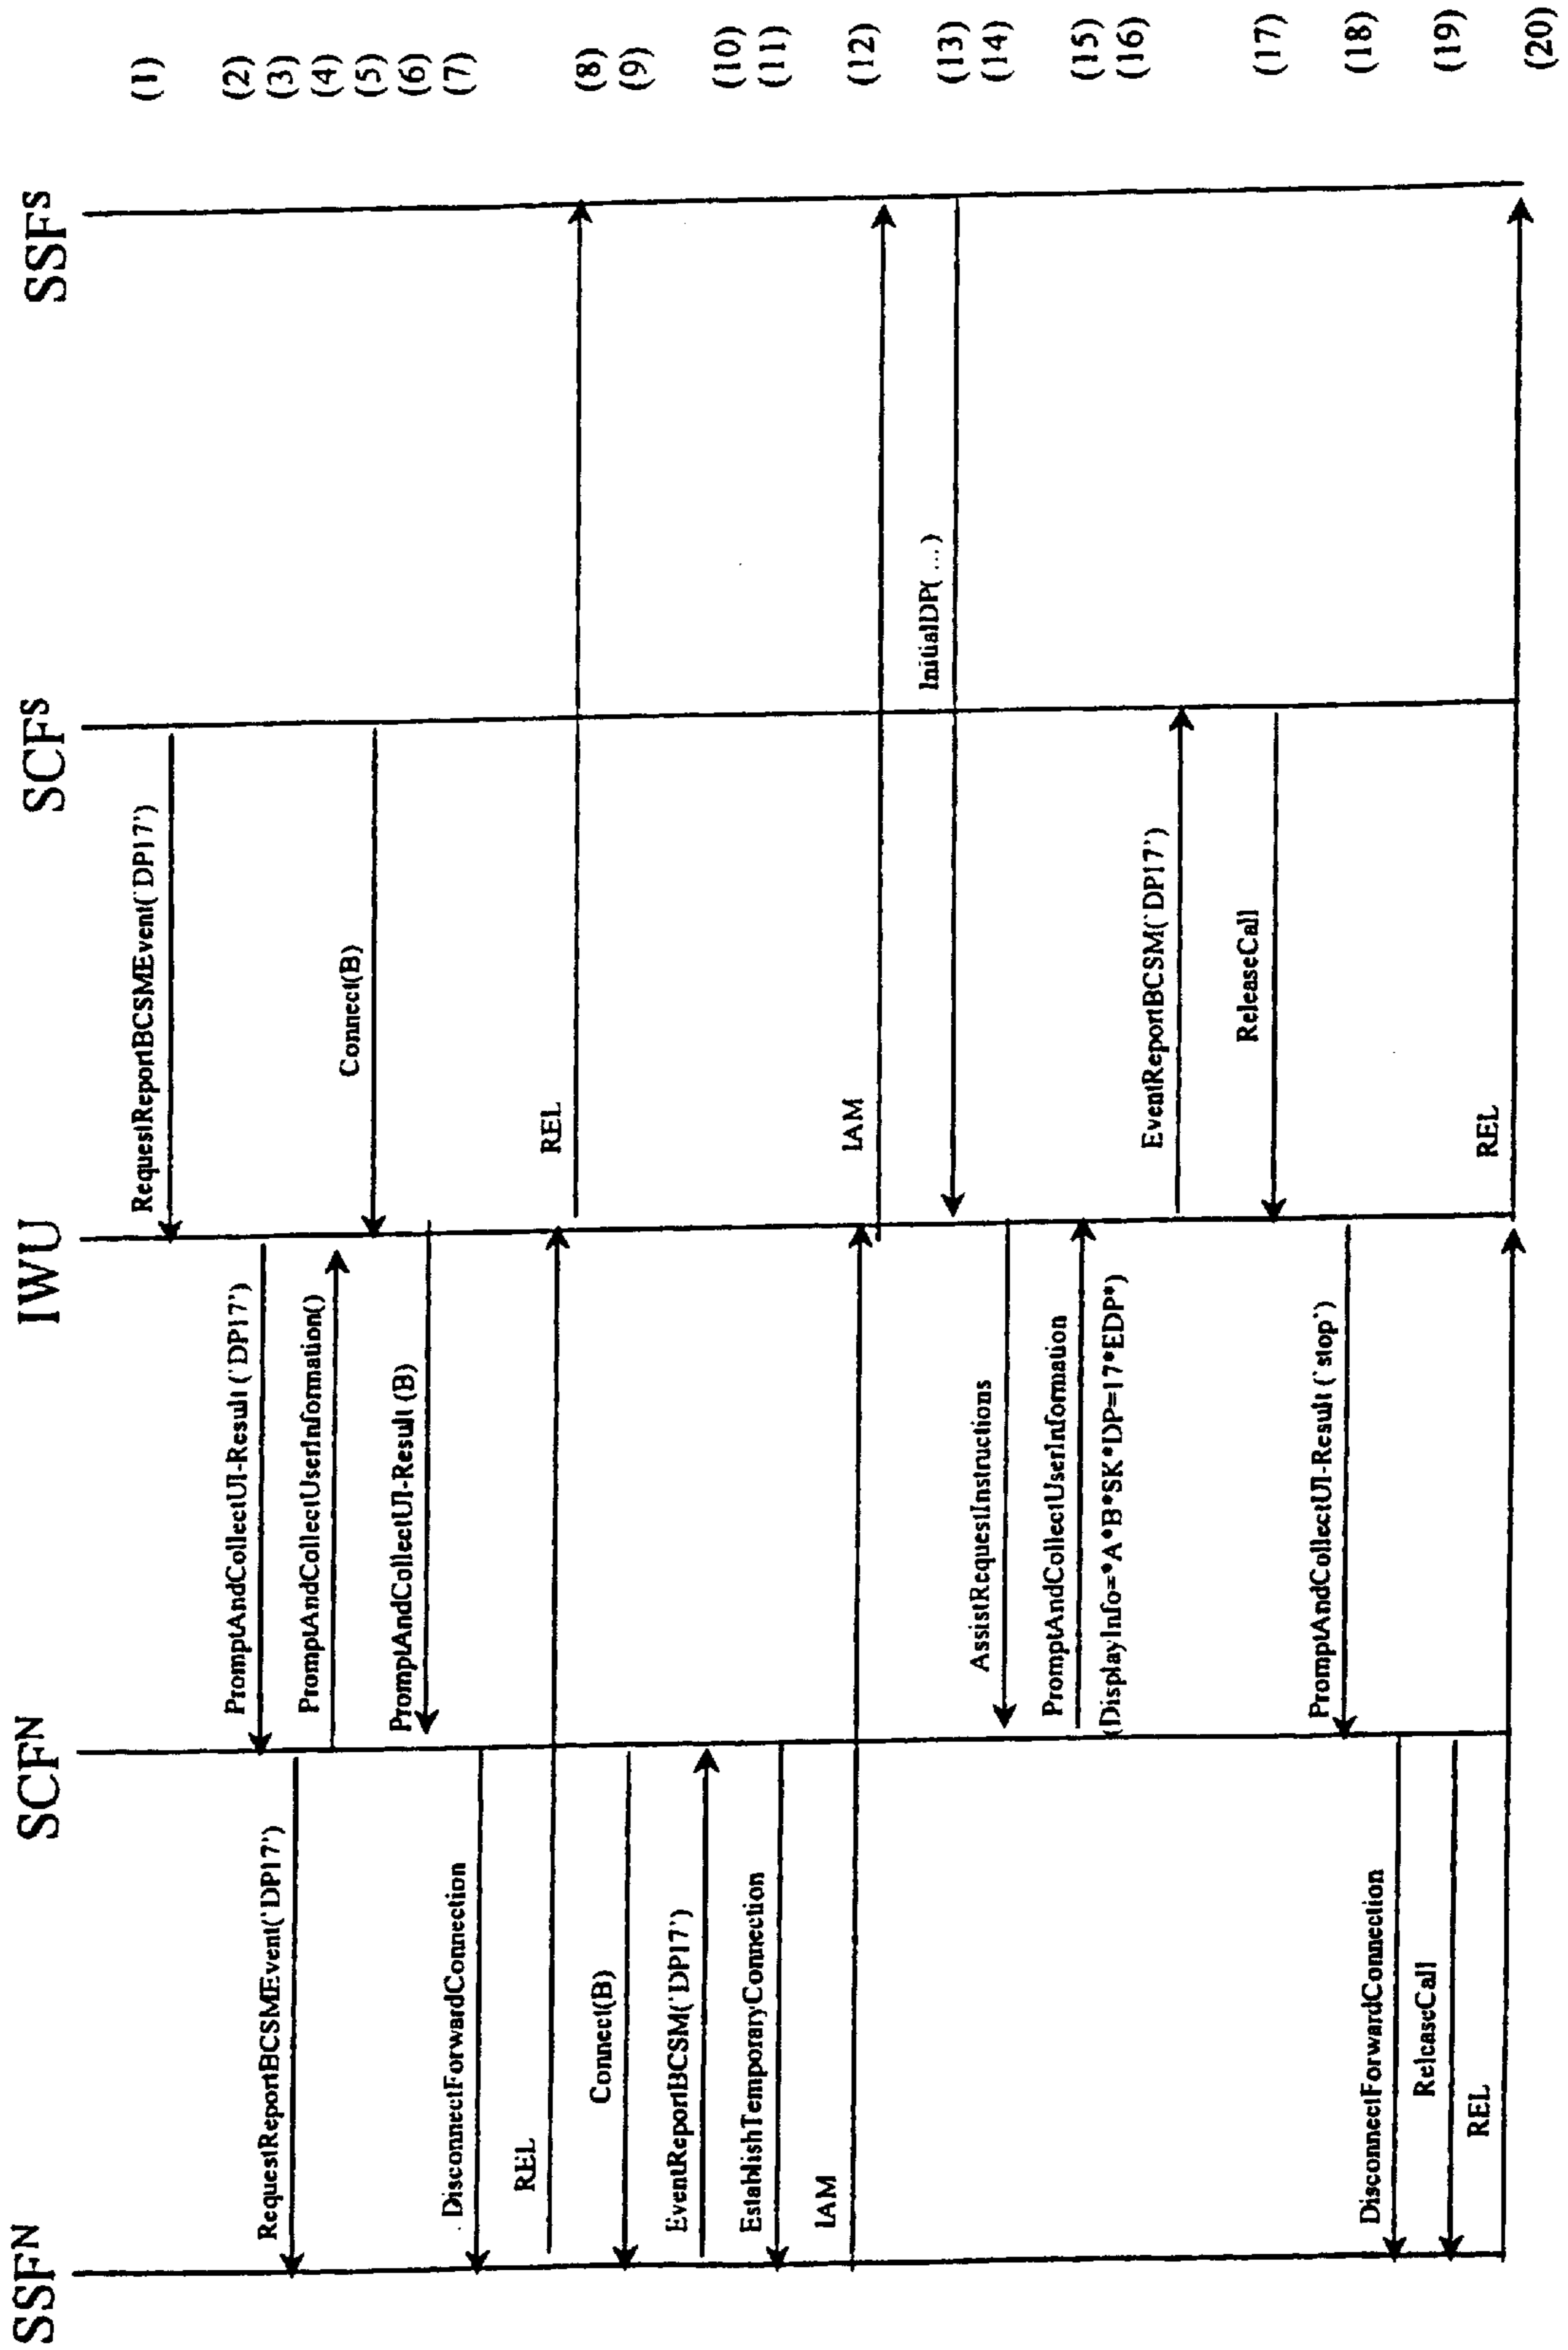 SSFN SCFN IWU SCFS SSFS
RequestReportBCSMEvent('DP17') (1)
PromptAndCollectUI-Result ('DP17') (2)
RequestReportBCSMEvent('DP17') (3)
PromptAndCollectUserInformation() (4)
Connect(B) (5)
PromptAndCollectUI-Result (B) (6)
DisconnectForwardConnection (7)
REL REL (8)
Connect(B) (9)
EventReportBCSM('DP17') (10)
EstablishTemporaryConnection (11)
IAM IAM (12)
InitialDP( ...) (13)
AssistRequestInstructions (14)
PromptAndCollectUserInformation (15)
(DisplayInfo="*A*B*SK*DP=17*EDP*)
EventReportBCSM('DP17') (16)
ReleaseCall (17)
PromptAndCollectUI-Result ('stop')
DisconnectForwardConnection (18)
ReleaseCall (19)
REL REL (20)